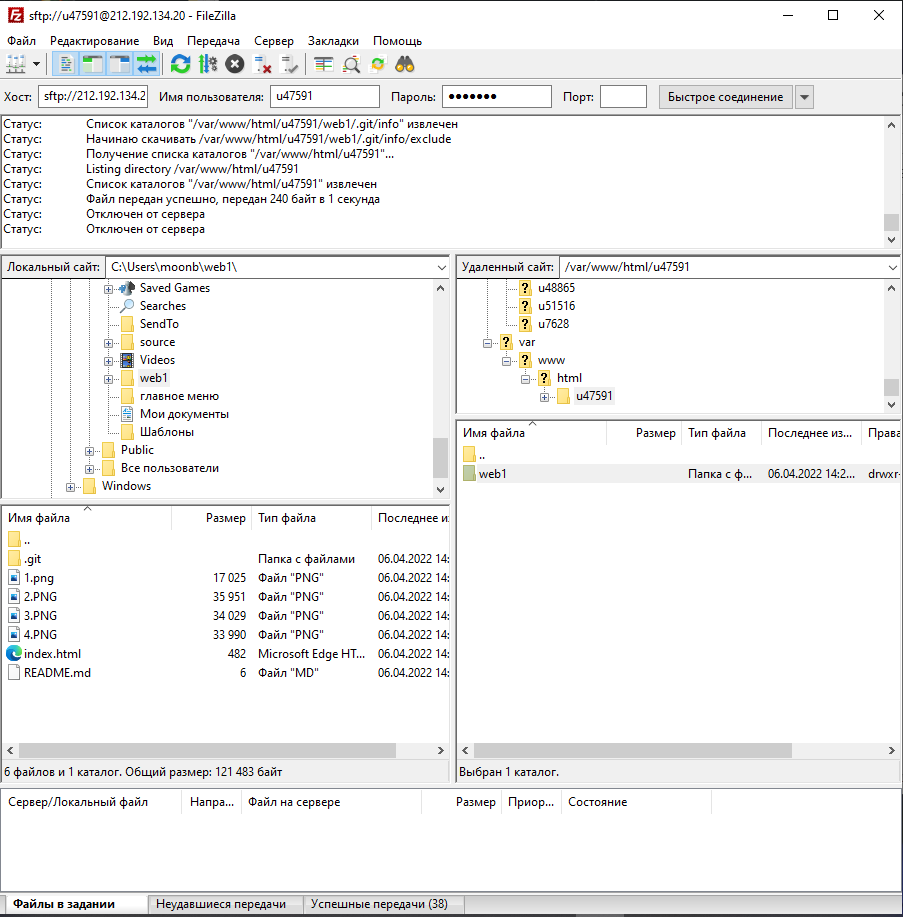 sftp://u47591@212.192.134.20 - FileZilla
Файл Редактирование Вид Передача Сервер Закладки Помощь
Хост: sftp://212.192.134.2 Имя пользователя: u47591 Пароль: ●●●●●●● Порт: Быстрое соединение
Статус: Список каталогов "/var/www/html/u47591/web1/.git/info" извлечен
Статус: Начинаю скачивать /var/www/html/u47591/web1/.git/info/exclude
Статус: Получение списка каталогов "/var/www/html/u47591"...
Статус: Listing directory /var/www/html/u47591
Статус: Список каталогов "/var/www/html/u47591" извлечен
Статус: Файл передан успешно, передан 240 байт в 1 секунда
Статус: Отключен от сервера
Статус: Отключен от сервера
Локальный сайт: C:\Users\moonb\web1\
Saved Games
Searches
SendTo
source
Videos
web1
главное меню
Мои документы
Шаблоны
Public
Все пользователи
Windows
Имя файла Размер Тип файла Последнее из
..
.git Папка с файлами 06.04.2022 14:
1.png 17 025 Файл "PNG" 06.04.2022 14:
2.PNG 35 951 Файл "PNG" 06.04.2022 14:
3.PNG 34 029 Файл "PNG" 06.04.2022 14:
4.PNG 33 990 Файл "PNG" 06.04.2022 14:
index.html 482 Microsoft Edge HT... 06.04.2022 14:
README.md 6 Файл "MD" 06.04.2022 14:
6 файлов и 1 каталог. Общий размер: 121 483 байт
Удаленный сайт: /var/www/html/u47591
u48865
u51516
u7628
var
www
html
u47591
Имя файла Размер Тип файла Последнее из... Права
..
web1 Папка с ф... 06.04.2022 14:2... drwxr-
Выбран 1 каталог.
Сервер/Локальный файл Напра... Файл на сервере Размер Приор... Состояние
Файлы в задании Неудавшиеся передачи Успешные передачи (38)